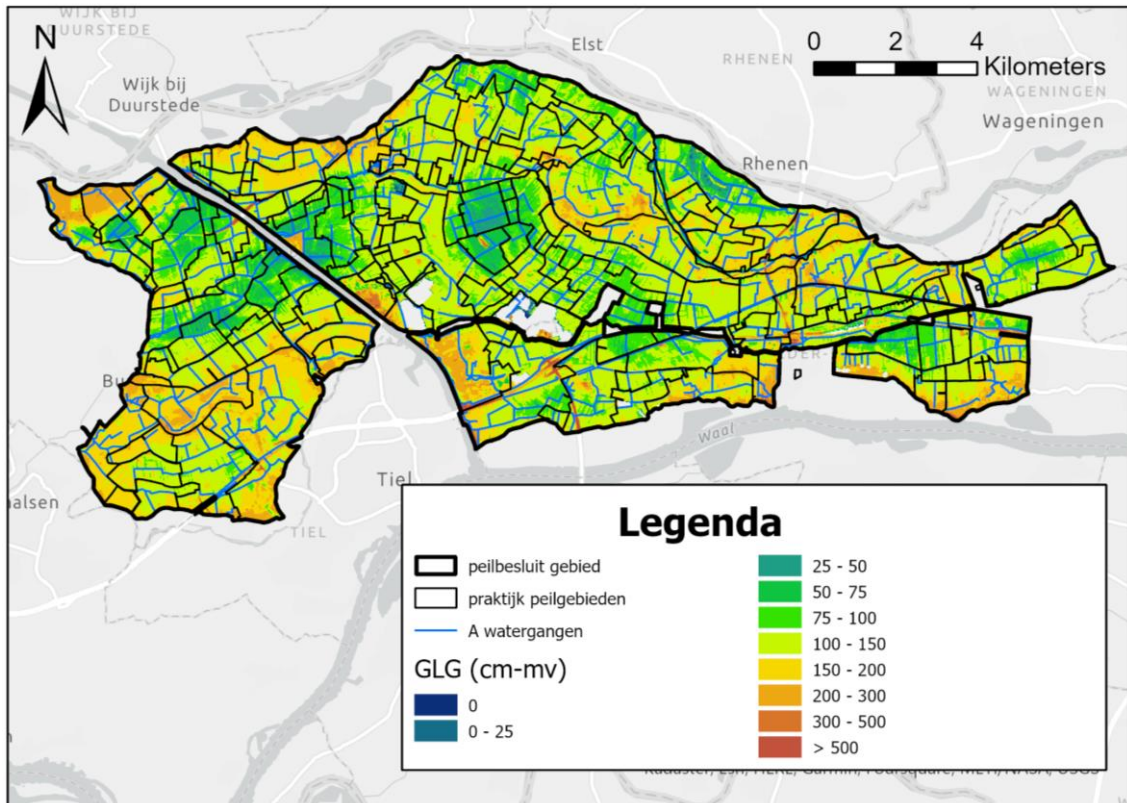 WIJK BIJ
DUURSTEDE
N
Wijk bij
Duurstede
Elst
RHENEN
0 2 4
Kilometers
WAGENINGEN
Wageningen
Rhenen
Waal
Tiel
TIEL
Legenda
peilbesluit gebied
praktijk peilgebieden
A watergangen
GLG (cm-mv)
0
0 - 25
25 - 50
50 - 75
75 - 100
100 - 150
150 - 200
200 - 300
300 - 500
> 500